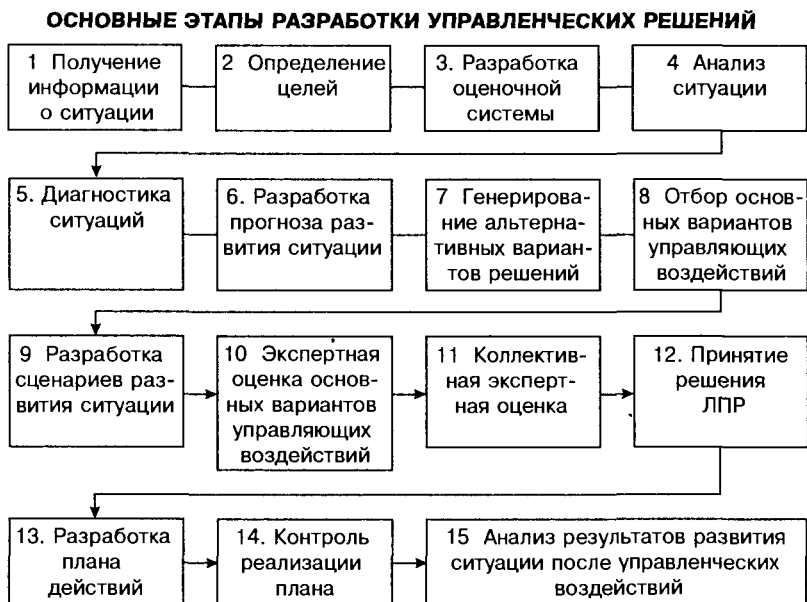 ОСНОВНЫЕ ЭТАПЫ РАЗРАБОТКИ УПРАВЛЕНЧЕСКИХ РЕШЕНИЙ
1 Получение
информации
о ситуации
2 Определение
целей
3. Разработка
оценочной
системы
4 Анализ
ситуации
5. Диагностика
ситуаций
6. Разработка
прогноза раз-
вития ситуации
7 Генерирова-
ние альтерна-
тивных вариан-
тов решений
8 Отбор основ-
ных вариантов
управляющих
воздействий
9 Разработка
сценариев раз-
вития ситуации
10 Экспертная
оценка основ-
ных вариантов
управляющих
воздействий
11 Коллектив-
ная эксперт-
ная оценка
12. Принятие
решения
ЛПР
13. Разработка
плана
действий
14. Контроль
реализации
плана
15 Анализ результатов развития
ситуации после управленческих
воздействий